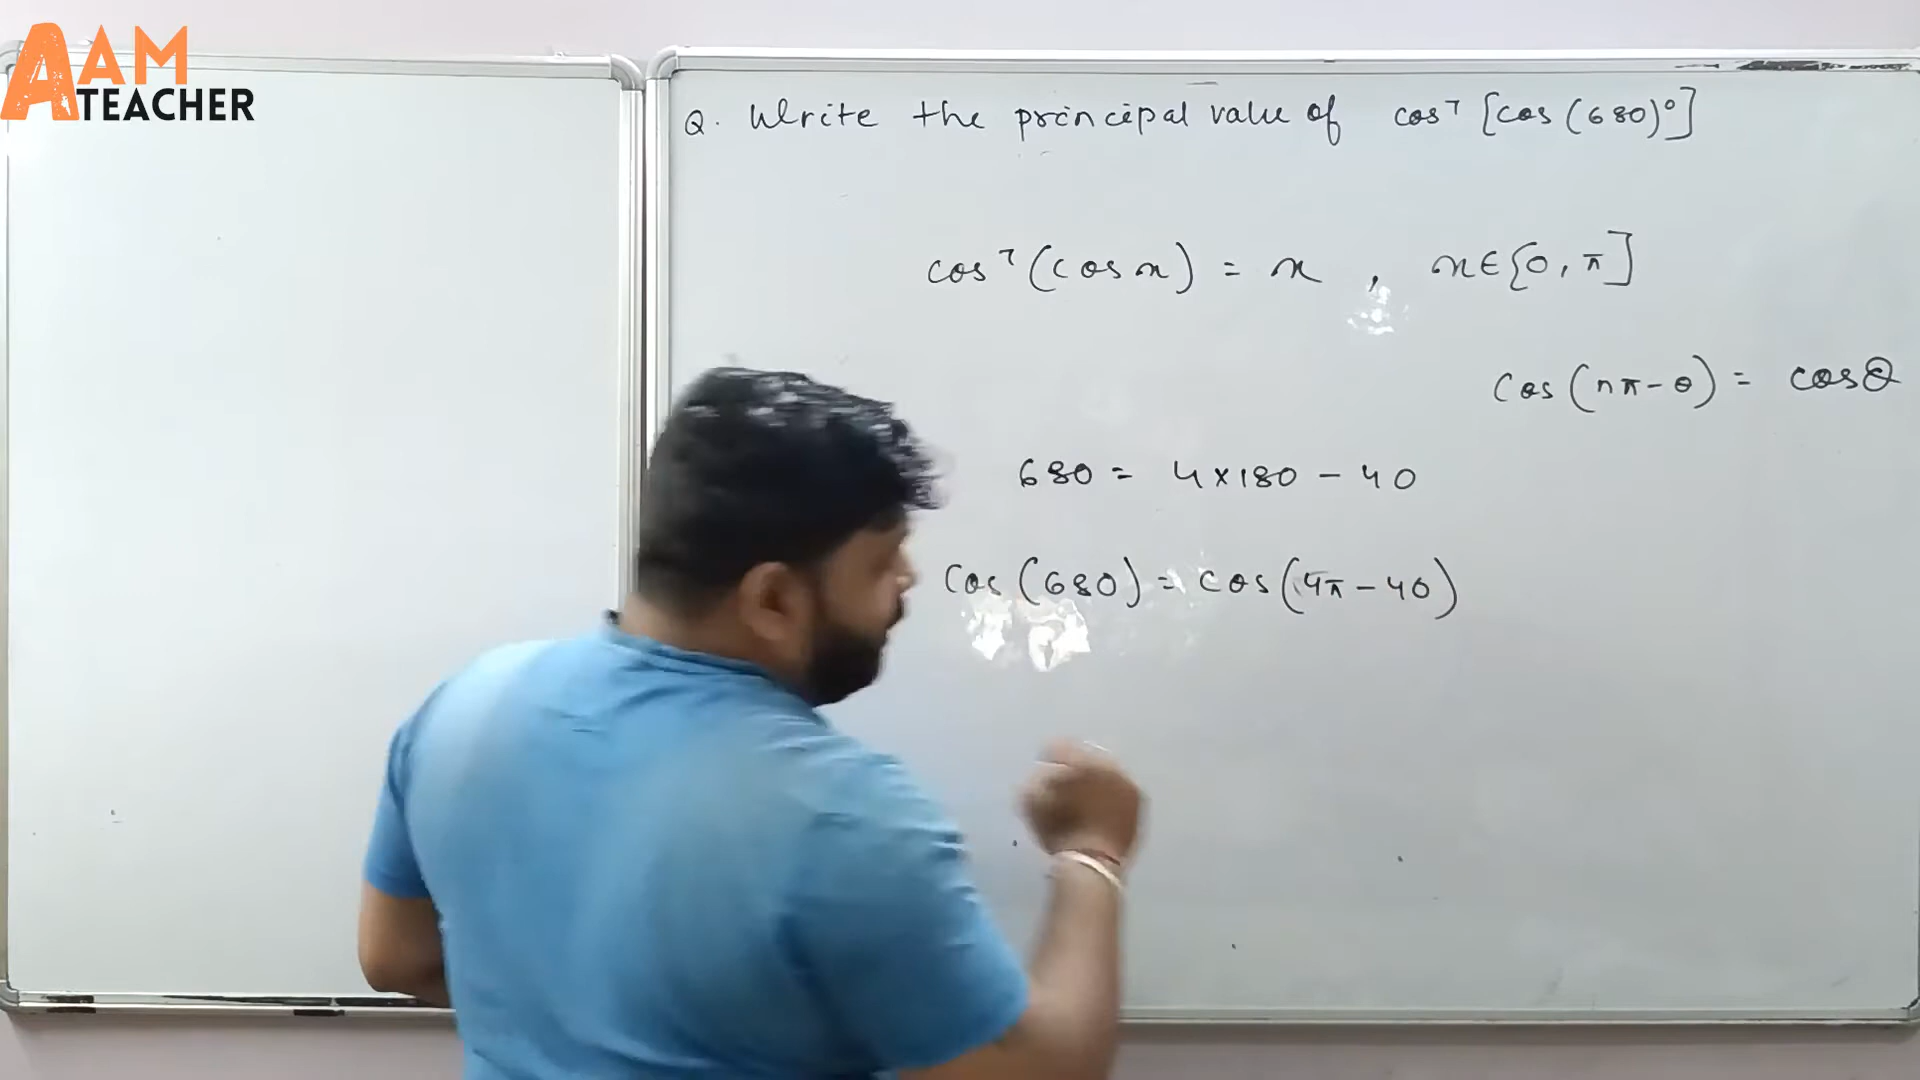 AAM
TEACHER
Q. Write the principal value of cos⁻¹ [cos (680)°]
cos⁻¹ (cos x) = x , x ∈ [0, π]
cos (nπ - θ) = cos θ
680 = 4 x 180 - 40
cos (680) = cos (4π - 40)